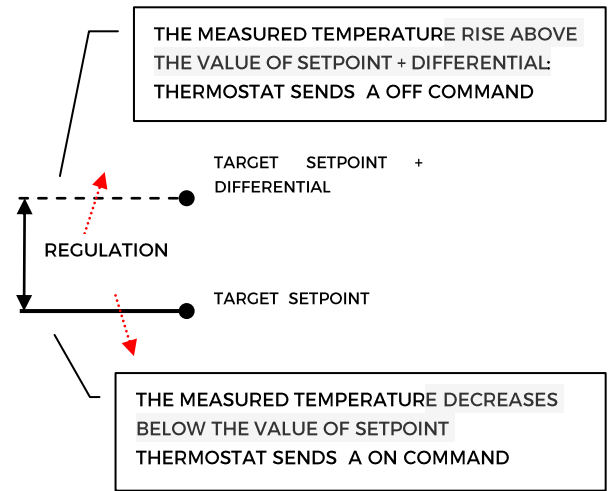 THE MEASURED TEMPERATURE RISE ABOVE
THE VALUE OF SETPOINT + DIFFERENTIAL:
THERMOSTAT SENDS A OFF COMMAND
TARGET SETPOINT +
DIFFERENTIAL
REGULATION
TARGET SETPOINT
THE MEASURED TEMPERATURE DECREASES
BELOW THE VALUE OF SETPOINT
THERMOSTAT SENDS A ON COMMAND